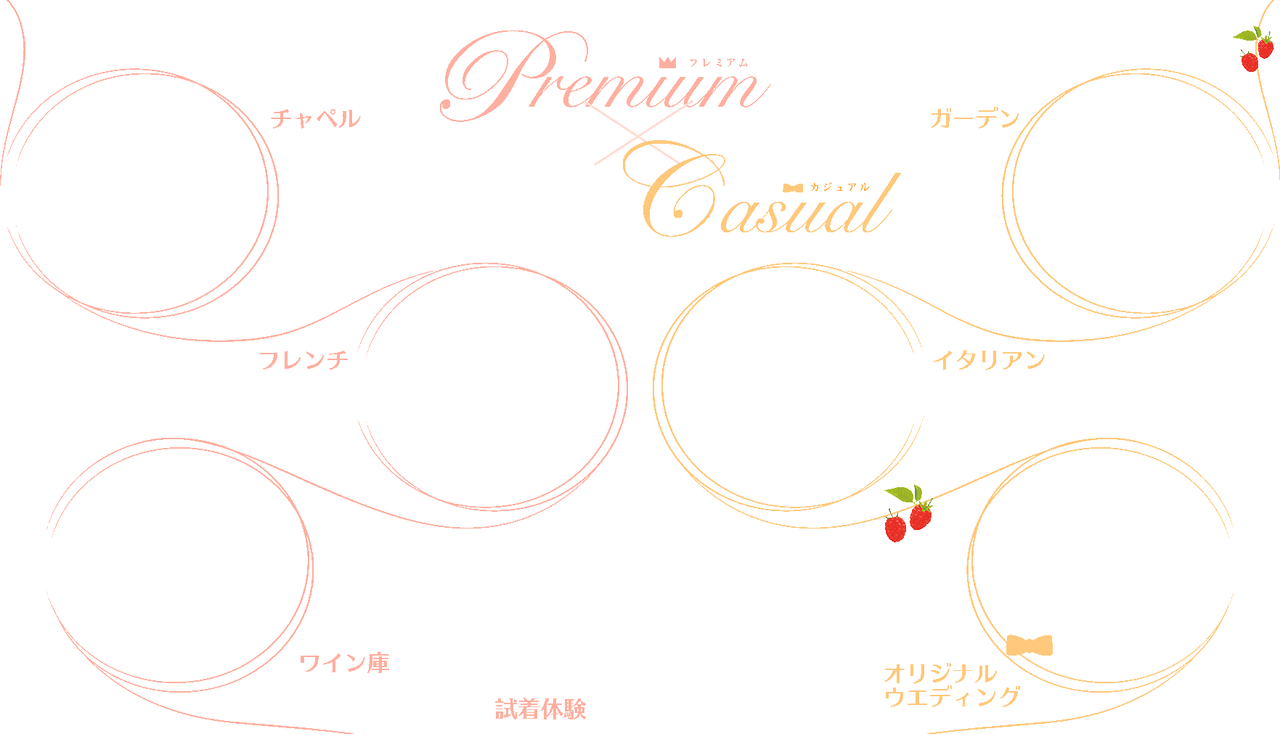 プレミアム
Premium
カジュアル
Casual
チャペル
ガーデン
フレンチ
イタリアン
ワイン庫
オリジナル
ウエディング
試着体験